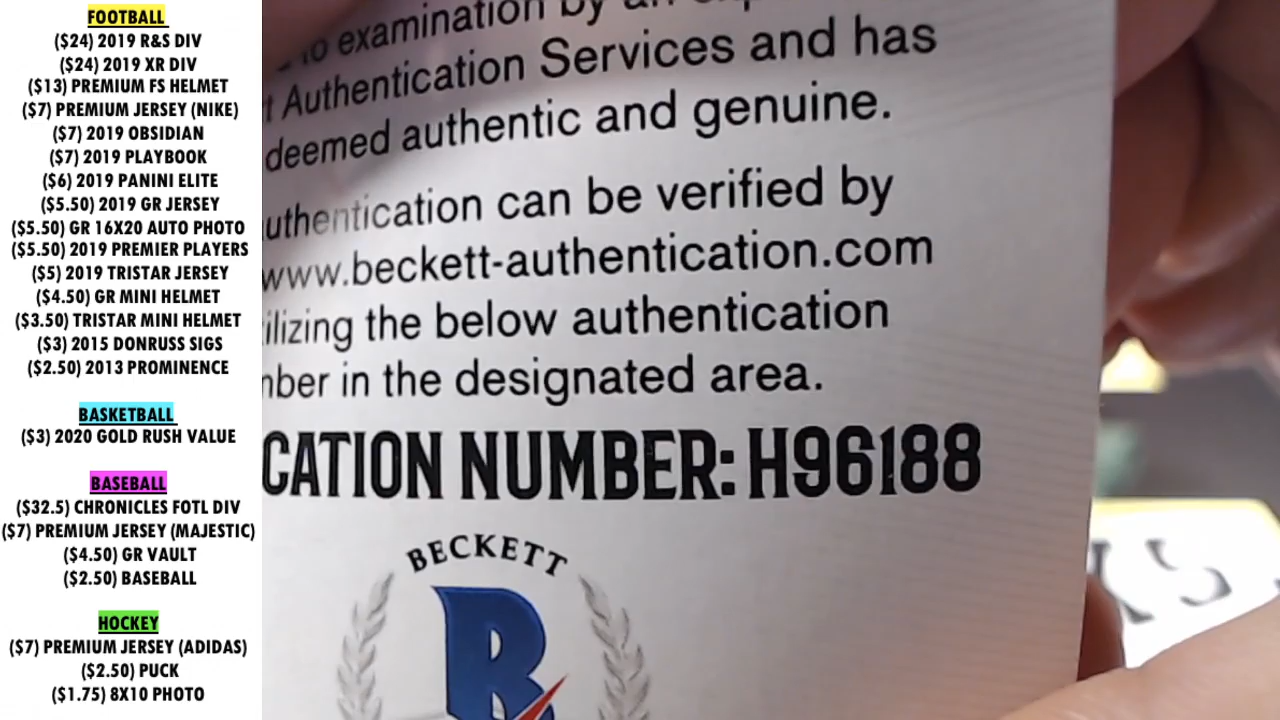 FOOTBALL
($24) 2019 R&S DIV
($24) 2019 XR DIV
($13) PREMIUM FS HELMET
($7) PREMIUM JERSEY (NIKE)
($7) 2019 OBSIDIAN
($7) 2019 PLAYBOOK
($6) 2019 PANINI ELITE
($5.50) 2019 GR JERSEY
($5.50) GR 16X20 AUTO PHOTO
($5.50) 2019 PREMIER PLAYERS
($5) 2019 TRISTAR JERSEY
($4.50) GR MINI HELMET
($3.50) TRISTAR MINI HELMET
($3) 2015 DONRUSS SIGS
($2.50) 2013 PROMINENCE
BASKETBALL
($3) 2020 GOLD RUSH VALUE
BASEBALL
($32.5) CHRONICLES FOTL DIV
($7) PREMIUM JERSEY (MAJESTIC)
($4.50) GR VAULT
($2.50) BASEBALL
HOCKEY
($7) PREMIUM JERSEY (ADIDAS)
($2.50) PUCK
($1.75) 8X10 PHOTO
to examination by an
t Authentication Services and has
deemed authentic and genuine.
uthentication can be verified by
www.beckett-authentication.com
ilizing the below authentication
nber in the designated area.
CATION NUMBER: H96188
BECKETT
B